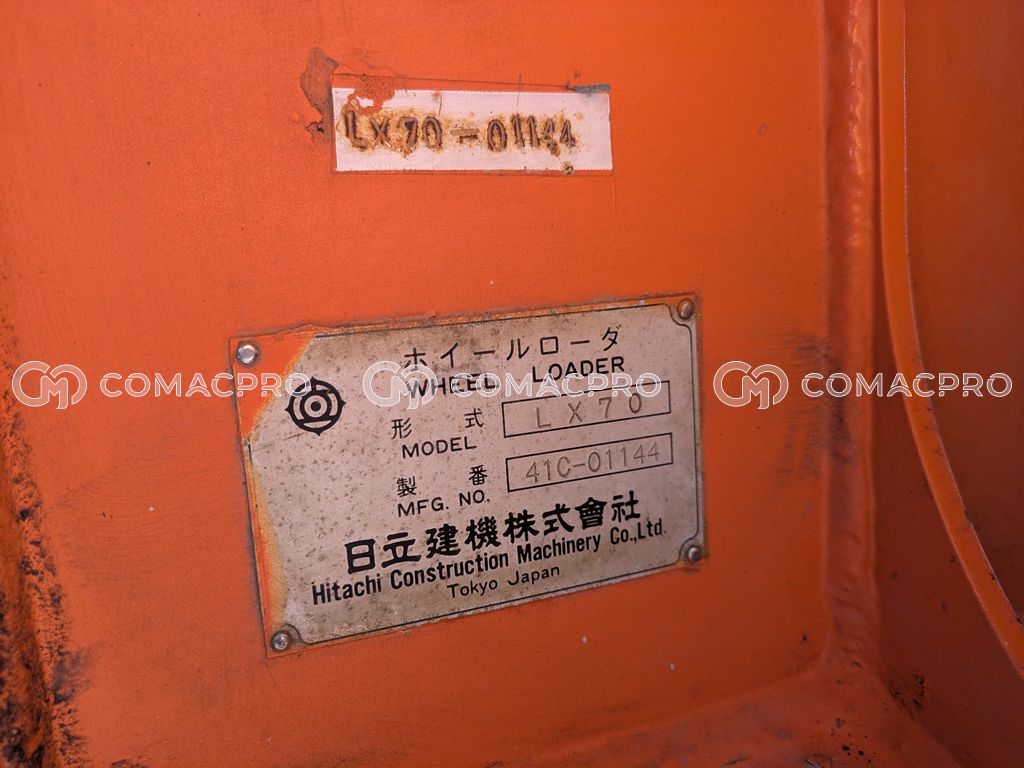 LX70-01144
ホイールローダ
WHEEL LOADER
COMACPRO COMACPRO COMACPRO
形式 LX70
MODEL
製番 41C-01144
MFG. NO.
日立建機株式會社
Hitachi Construction Machinery Co.,Ltd.
Tokyo Japan